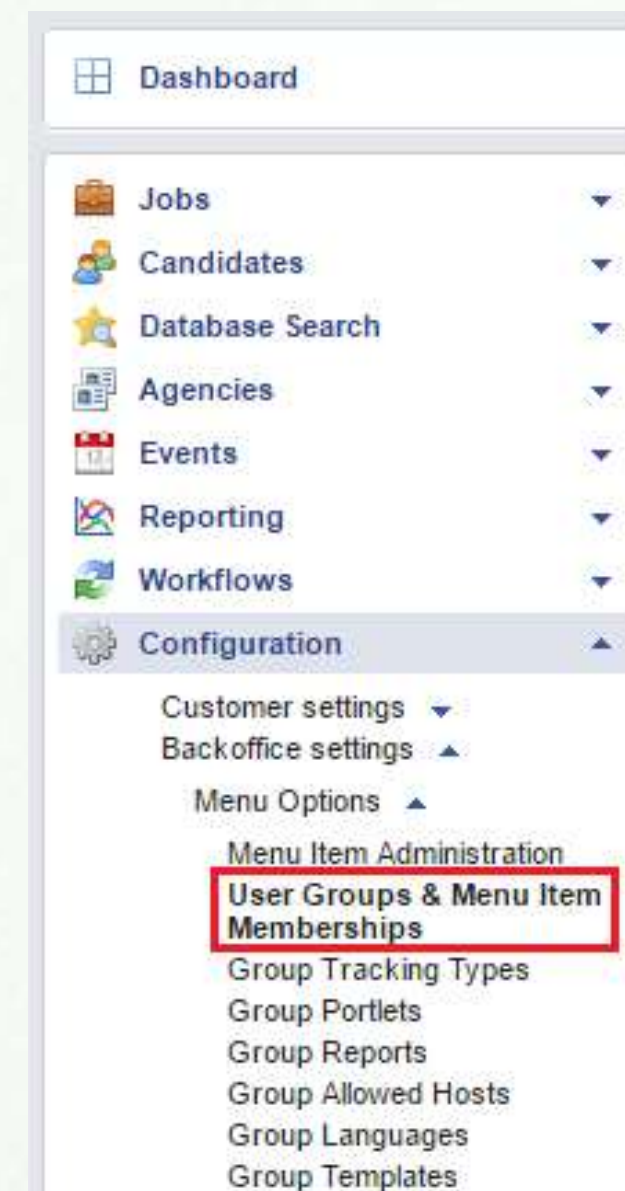 Dashboard
Jobs
Candidates
Database Search
Agencies
Events
Reporting
Workflows
Configuration
Customer settings
Backoffice settings
Menu Options
Menu Item Administration
User Groups & Menu Item
Memberships
Group Tracking Types
Group Portlets
Group Reports
Group Allowed Hosts
Group Languages
Group Templates